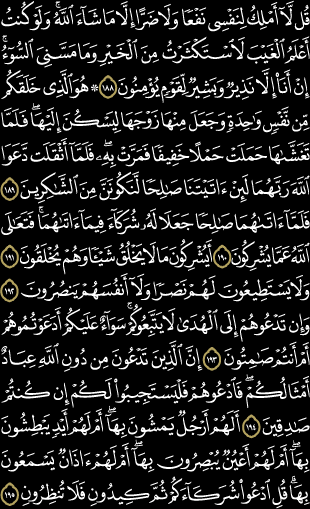 قُل لَّآ أَمْلِكُ لِنَفْسِى نَفْعًا وَلَا ضَرًّا إِلَّا مَا شَآءَ ٱللَّهُ ۚ وَلَوْ كُنتُ
أَعْلَمُ ٱلْغَيْبَ لَٱسْتَكْثَرْتُ مِنَ ٱلْخَيْرِ وَمَا مَسَّنِىَ ٱلسُّوٓءُ ۚ
إِنْ أَنَا۠ إِلَّا نَذِيرٌ وَبَشِيرٌ لِّقَوْمٍ يُؤْمِنُونَ ١٨٨ ۞ هُوَ ٱلَّذِى خَلَقَكُم
مِّن نَّفْسٍ وَٰحِدَةٍ وَجَعَلَ مِنْهَا زَوْجَهَا لِيَسْكُنَ إِلَيْهَا ۖ فَلَمَّا
تَغَشَّىٰهَا حَمَلَتْ حَمْلًا خَفِيفًا فَمَرَّتْ بِهِۦ ۖ فَلَمَّآ أَثْقَلَت دَّعَوَا
ٱللَّهَ رَبَّهُمَا لَئِنْ ءَاتَيْتَنَا صَٰلِحًا لَّنَكُونَنَّ مِنَ ٱلشَّٰكِرِينَ ١٨٩
فَلَمَّآ ءَاتَىٰهُمَا صَٰلِحًا جَعَلَا لَهُۥ شُرَكَآءَ فِيمَآ ءَاتَىٰهُمَا ۚ فَتَعَٰلَى
ٱللَّهُ عَمَّا يُشْرِكُونَ ١٩٠ أَيُشْرِكُونَ مَا لَا يَخْلُقُ شَيْـًٔا وَهُمْ يُخْلَقُونَ ١٩١
وَلَا يَسْتَطِيعُونَ لَهُمْ نَصْرًا وَلَآ أَنفُسَهُمْ يَنصُرُونَ ١٩٢
وَإِن تَدْعُوهُمْ إِلَى ٱلْهُدَىٰ لَا يَتَّبِعُوكُمْ ۚ سَوَآءٌ عَلَيْكُمْ أَدَعَوْتُمُوهُمْ
أَمْ أَنتُمْ صَٰمِتُونَ ١٩٣ إِنَّ ٱلَّذِينَ تَدْعُونَ مِن دُونِ ٱللَّهِ عِبَادٌ
أَمْثَالُكُمْ ۖ فَٱدْعُوهُمْ فَلْيَسْتَجِيبُوا۟ لَكُمْ إِن كُنتُمْ
صَٰدِقِينَ ١٩٤ أَلَهُمْ أَرْجُلٌ يَمْشُونَ بِهَآ ۖ أَمْ لَهُمْ أَيْدٍ يَبْطِشُونَ
بِهَآ ۖ أَمْ لَهُمْ أَعْيُنٌ يُبْصِرُونَ بِهَآ ۖ أَمْ لَهُمْ ءَاذَانٌ يَسْمَعُونَ
بِهَا ۗ قُلِ ٱدْعُوا۟ شُرَكَآءَكُمْ ثُمَّ كِيدُونِ فَلَا تُنظِرُونِ ١٩٥